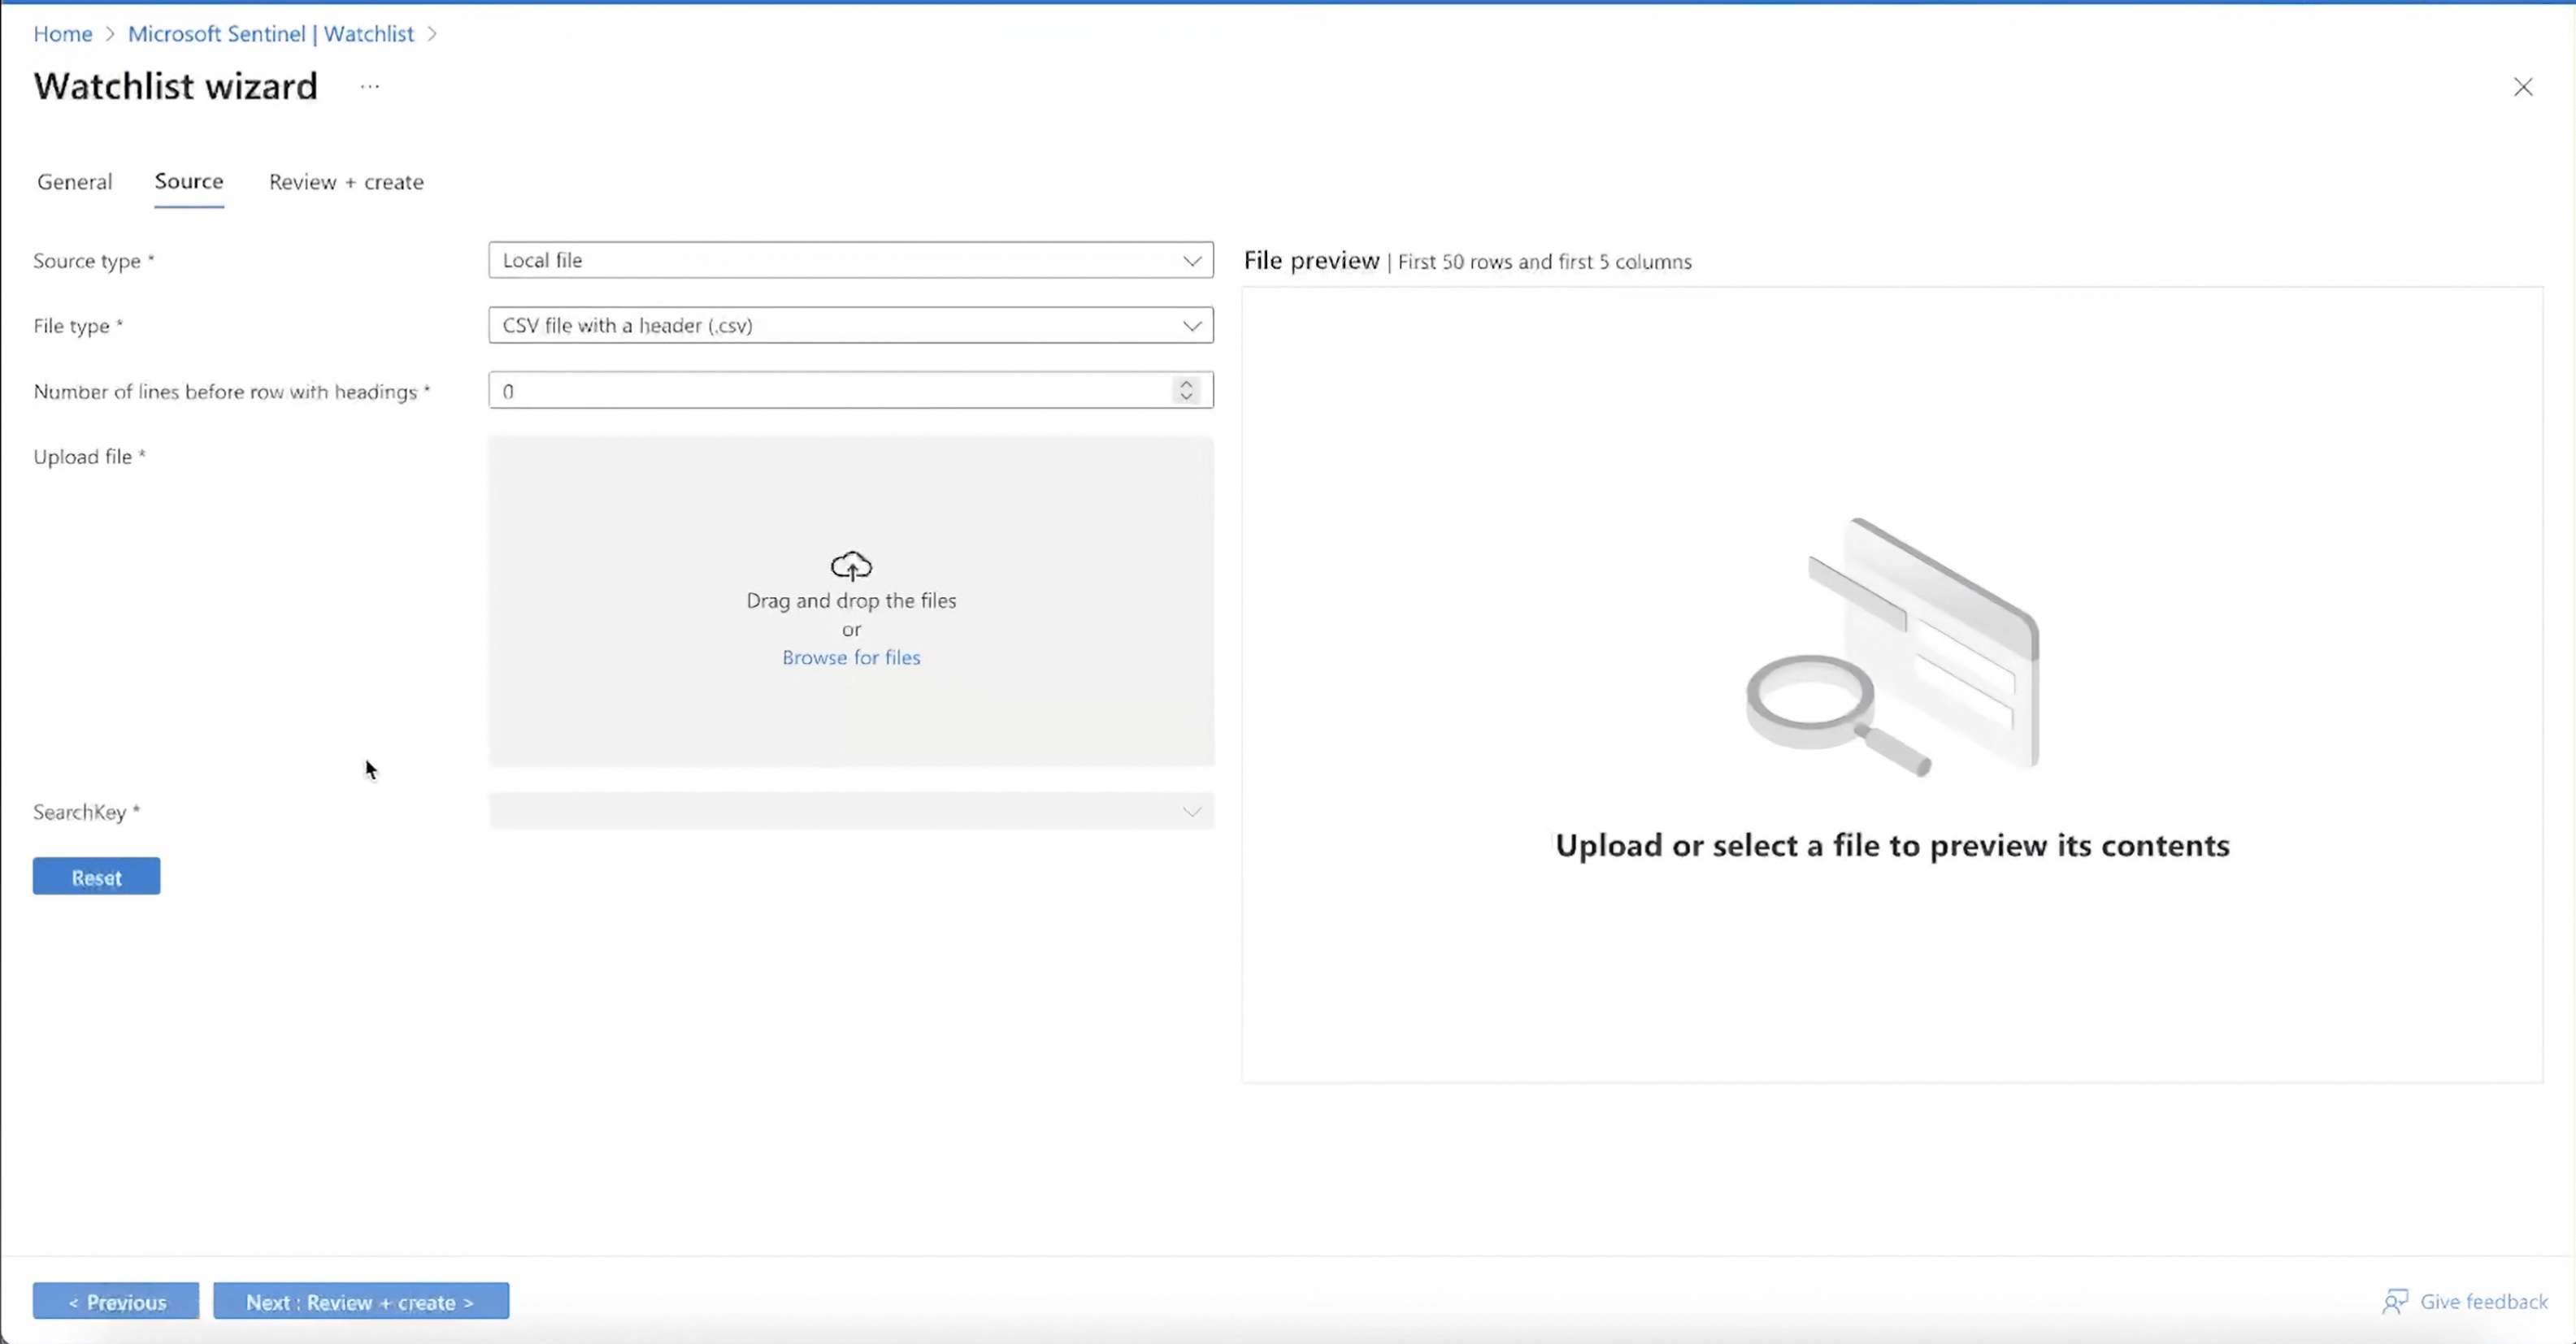 Home > Microsoft Sentinel | Watchlist >
Watchlist wizard ...
General Source Review + create
Source type * Local file
File type * CSV file with a header (.csv)
Number of lines before row with headings * 0
Upload file *
Drag and drop the files
or
Browse for files
SearchKey *
Reset
File preview | First 50 rows and first 5 columns
Upload or select a file to preview its contents
< Previous Next : Review + create > Give feedback